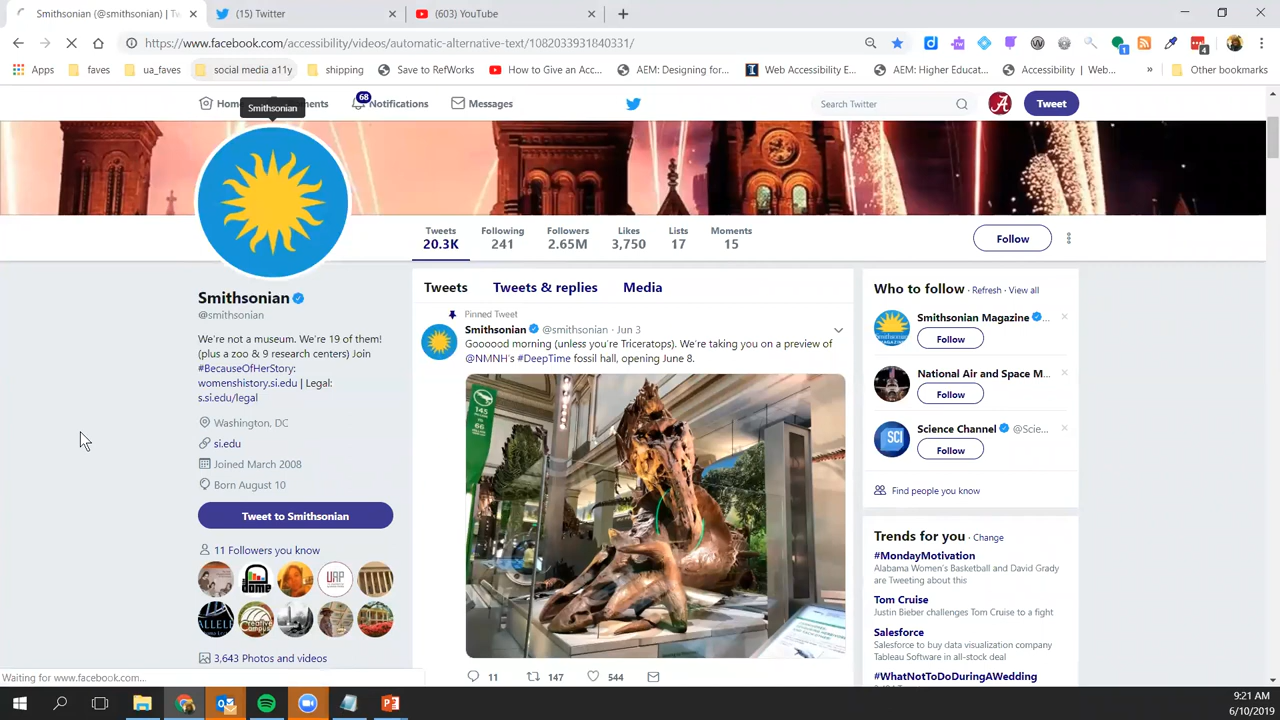 Smithsonian (@smithsonian) | Tw
(15) Twitter
(603) YouTube
https://www.facebook.com/accessibility/videos/automatic-alternative-text/1082033931840331/
1
4
Apps
faves
ua_faves
social media a11y
shipping
Save to RefWorks
How to Give an Acc...
AEM: Designing for...
Web Accessibility E...
AEM: Higher Educat...
Accessibility | Web...
»
Other bookmarks
Smithsonian
68
Notifications
Messages
Search Twitter
Tweet
Tweets
20.3K
Following
241
Followers
2.65M
Likes
3,750
Lists
17
Moments
15
Follow
Smithsonian
@smithsonian
We're not a museum. We're 19 of them!
(plus a zoo & 9 research centers) Join
#BecauseOfHerStory:
womenshistory.si.edu | Legal:
s.si.edu/legal
Washington, DC
si.edu
Joined March 2008
Born August 10
Tweet to Smithsonian
11 Followers you know
3,643 Photos and videos
Tweets
Tweets & replies
Media
Pinned Tweet
Smithsonian @smithsonian · Jun 3
Goooood morning (unless you're Triceratops). We're taking you on a preview of
@NMNH's #DeepTime fossil hall, opening June 8.
145
66
11
147
544
Who to follow · Refresh · View all
Smithsonian Magazine ...
Follow
National Air and Space M...
Follow
SCI
Science Channel @Scie...
Follow
Find people you know
Trends for you · Change
#MondayMotivation
Alabama Women's Basketball and David Grady
are Tweeting about this
Tom Cruise
Justin Bieber challenges Tom Cruise to a fight
Salesforce
Salesforce to buy data visualization company
Tableau Software in all-stock deal
#WhatNotToDoDuringAWedding
Waiting for www.facebook.com...
9:21 AM
6/10/2019